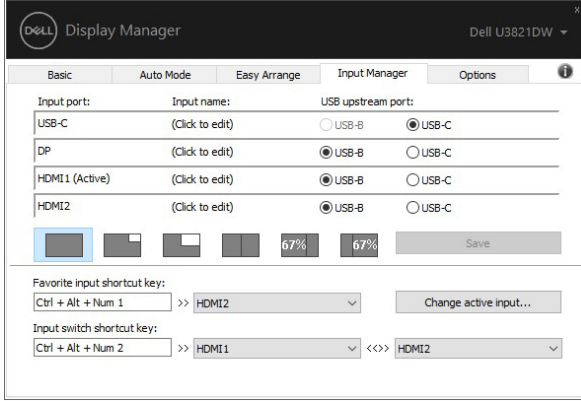 x
DELL Display Manager Dell U3821DW
Basic Auto Mode Easy Arrange Input Manager Options i
Input port: Input name: USB upstream port:
USB-C (Click to edit) USB-B USB-C
DP (Click to edit) USB-B USB-C
HDMI1 (Active) (Click to edit) USB-B USB-C
HDMI2 (Click to edit) USB-B USB-C
67% 67% Save
Favorite input shortcut key:
Ctrl + Alt + Num 1 >> HDMI2 Change active input...
Input switch shortcut key:
Ctrl + Alt + Num 2 >> HDMI1 <<>> HDMI2